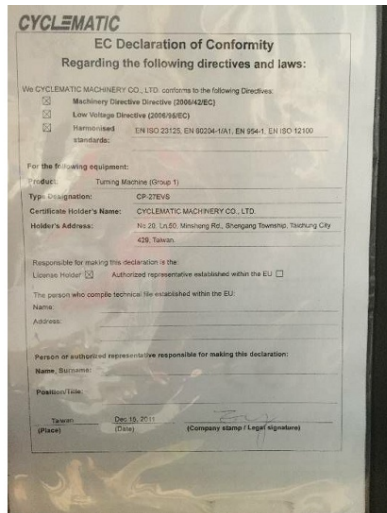 CYCLEMATIC
EC Declaration of Conformity
Regarding the following directives and laws:
We CYCLEMATIC MACHINERY CO., LTD. conforms to the following Directives:
Machinery Directive Directive (2006/42/EC)
Low Voltage Directive (2006/95/EC)
Harmonised standards: EN ISO 23125, EN 60204-1/A1, EN 954-1, EN ISO 12100
For the following equipment:
Product: Turning Machine (Group 1)
Type Designation: CP-27EVS
Certificate Holder's Name: CYCLEMATIC MACHINERY CO., LTD.
Holder's Address: No.20, Ln.50, Minsheng Rd., Shengang Township, Taichung City
429, Taiwan
Responsible for making this declaration is the:
License Holder Authorized representative established within the EU
The person who compile technical file established within the EU:
Name:
Address:
Person or authorized representative responsible for making this declaration:
Name, Surname:
Position/Title:
Taiwan Dec 16, 2011
(Place) (Date) (Company stamp / Legal signature)